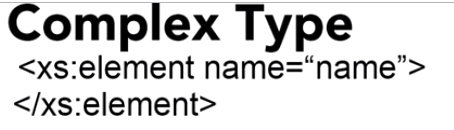 Complex Type
<xs:element name=“name”>
</xs:element>